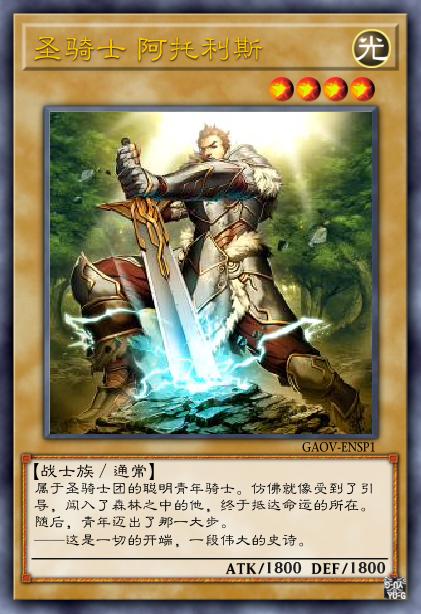 圣骑士 阿托利斯
光
GAOV-ENSP1
【战士族／通常】
属于圣骑士团的聪明青年骑士。仿佛就像受到了引
导，闯入了森林之中的他，终于抵达命运的所在。
随后，青年迈出了那一大步。
——这是一切的开端，一段伟大的史诗。
ATK/1800 DEF/1800